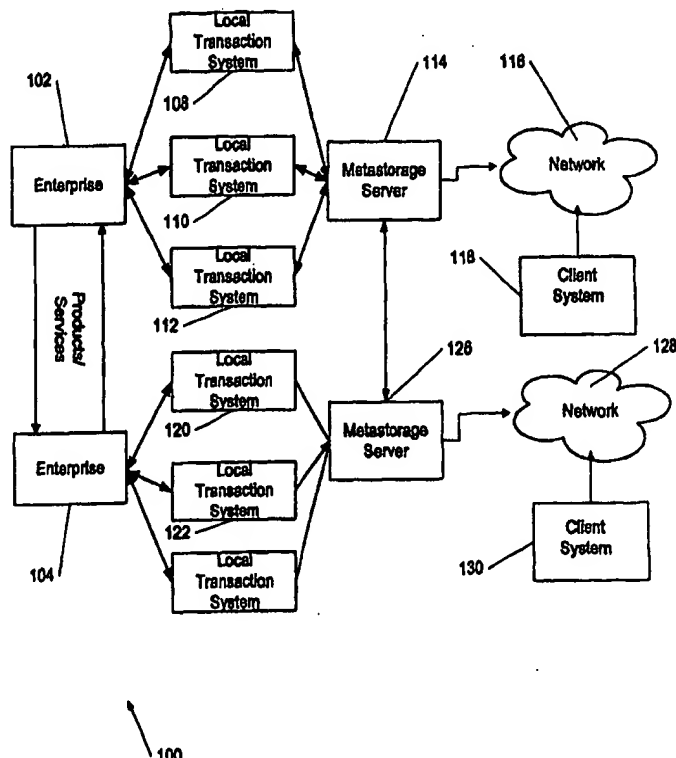 Local
Transaction
System
108
102
Enterprise
Local
Transaction
System
110
Local
Transaction
System
112
114
Metastorage
Server
116
Network
118
Client
System
Products/
Services
Enterprise
104
Local
Transaction
System
120
Local
Transaction
System
122
Local
Transaction
System
126
Metastorage
Server
128
Network
130
Client
System
100